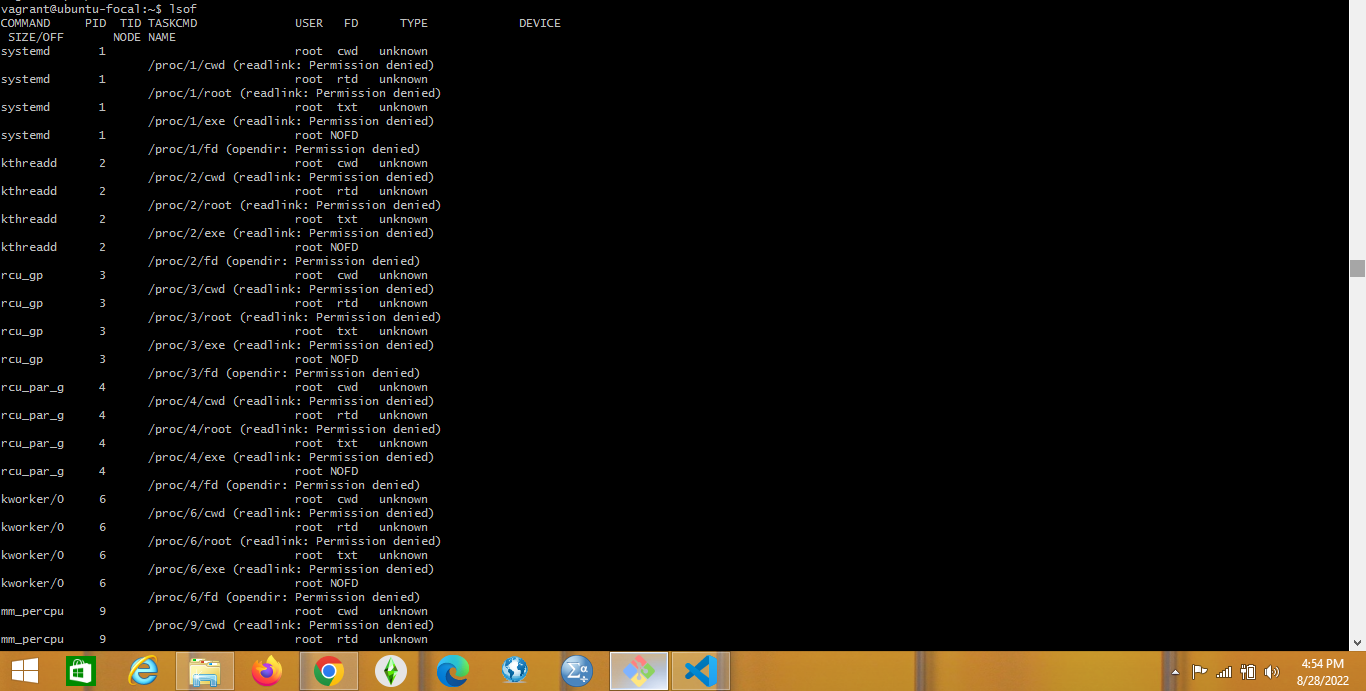 vagrant@ubuntu-focal:~$ lsof
COMMAND     PID  TID TASKCMD              USER   FD      TYPE             DEVICE
 SIZE/OFF       NODE NAME
systemd       1                           root  cwd   unknown
                     /proc/1/cwd (readlink: Permission denied)
systemd       1                           root  rtd   unknown
                     /proc/1/root (readlink: Permission denied)
systemd       1                           root  txt   unknown
                     /proc/1/exe (readlink: Permission denied)
systemd       1                           root NOFD
                     /proc/1/fd (opendir: Permission denied)
kthreadd      2                           root  cwd   unknown
                     /proc/2/cwd (readlink: Permission denied)
kthreadd      2                           root  rtd   unknown
                     /proc/2/root (readlink: Permission denied)
kthreadd      2                           root  txt   unknown
                     /proc/2/exe (readlink: Permission denied)
kthreadd      2                           root NOFD
                     /proc/2/fd (opendir: Permission denied)
rcu_gp        3                           root  cwd   unknown
                     /proc/3/cwd (readlink: Permission denied)
rcu_gp        3                           root  rtd   unknown
                     /proc/3/root (readlink: Permission denied)
rcu_gp        3                           root  txt   unknown
                     /proc/3/exe (readlink: Permission denied)
rcu_gp        3                           root NOFD
                     /proc/3/fd (opendir: Permission denied)
rcu_par_g     4                           root  cwd   unknown
                     /proc/4/cwd (readlink: Permission denied)
rcu_par_g     4                           root  rtd   unknown
                     /proc/4/root (readlink: Permission denied)
rcu_par_g     4                           root  txt   unknown
                     /proc/4/exe (readlink: Permission denied)
rcu_par_g     4                           root NOFD
                     /proc/4/fd (opendir: Permission denied)
kworker/0     6                           root  cwd   unknown
                     /proc/6/cwd (readlink: Permission denied)
kworker/0     6                           root  rtd   unknown
                     /proc/6/root (readlink: Permission denied)
kworker/0     6                           root  txt   unknown
                     /proc/6/exe (readlink: Permission denied)
kworker/0     6                           root NOFD
                     /proc/6/fd (opendir: Permission denied)
mm_percpu     9                           root  cwd   unknown
                     /proc/9/cwd (readlink: Permission denied)
mm_percpu     9                           root  rtd   unknown
4:54 PM
8/28/2022